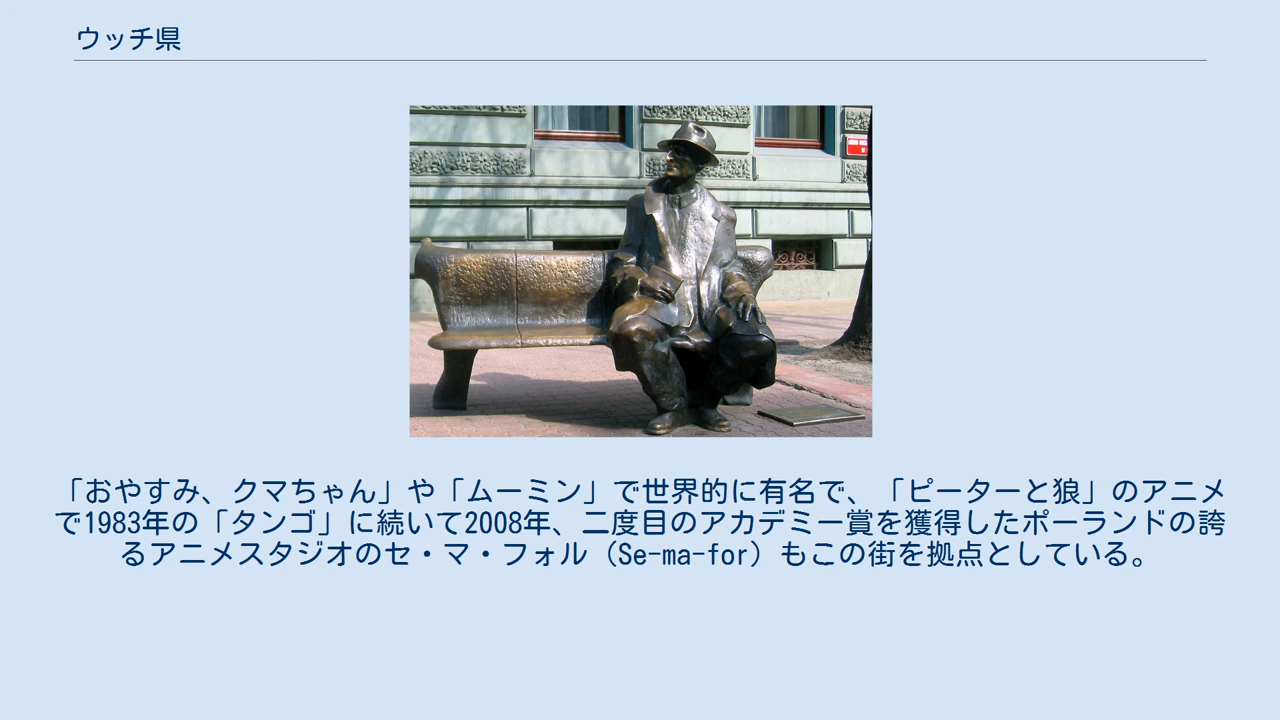 ウッチ県
「おやすみ、クマちゃん」や「ムーミン」で世界的に有名で、「ピーターと狼」のアニメ
で1983年の「タンゴ」に続いて2008年、二度目のアカデミー賞を獲得したポーランドの誇
るアニメスタジオのセ・マ・フォル（Se-ma-for）もこの街を拠点としている。